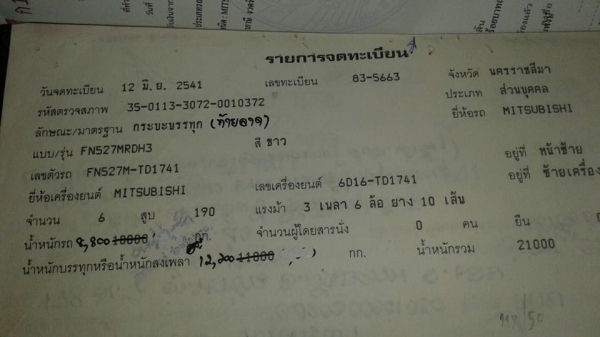 รายการจดทะเบียน
วันจดทะเบียน 12 มิ.ย. 2541 เลขทะเบียน 83-5663 จังหวัด นครราชสีมา
รหัสตรวจสภาพ 35-0113-3072-0010372 ประเภท ส่วนบุคคล
ลักษณะ/มาตรฐาน กระบะบรรทุก (ท้ายลาด) ยี่ห้อรถ MITSUBISHI
แบบ/รุ่น FN527MRDH3 สี ขาว
เลขตัวรถ FN527M-TD1741 อยู่ที่ หน้าซ้าย
ยี่ห้อเครื่องยนต์ MITSUBISHI เลขเครื่องยนต์ 6D16-TD1741 อยู่ที่ ซ้ายเครื่อง
จำนวน 6 สูบ 190 แรงม้า 3 เพลา 6 ล้อ ยาง 10 เส้น
น้ำหนักรถ 8,800 10000 กก. จำนวนผู้โดยสารนั่ง 0 คน ยืน 0
น้ำหนักบรรทุกหรือน้ำหนักลงเพลา 12,200 11000 กก. น้ำหนักรวม 21000